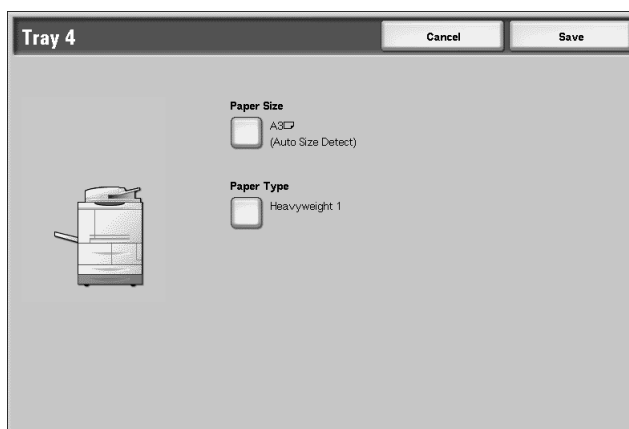 Tray 4
Cancel
Save
Paper Size
A3
(Auto Size Detect)
Paper Type
Heavyweight 1